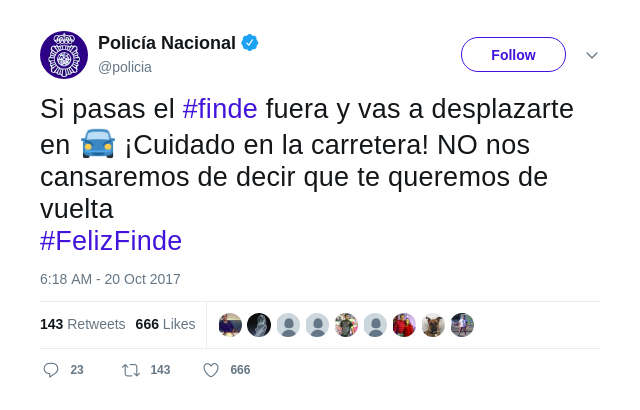 Policía Nacional
@policia
Follow
Si pasas el #finde fuera y vas a desplazarte
en 🚘 ¡Cuidado en la carretera! NO nos
cansaremos de decir que te queremos de
vuelta
#FelizFinde
6:18 AM - 20 Oct 2017
143 Retweets 666 Likes
23 143 666